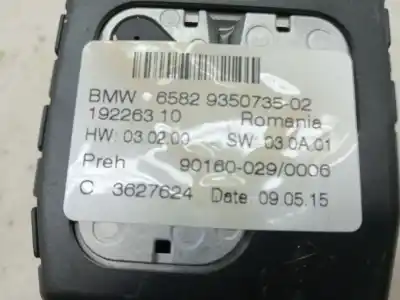 BMW 6582 9350735-02
19226310 Romania
HW: 03.02.00 SW: 03.0A.01
Preh 90160-029/0006
C 3627624 Date 09.05.15